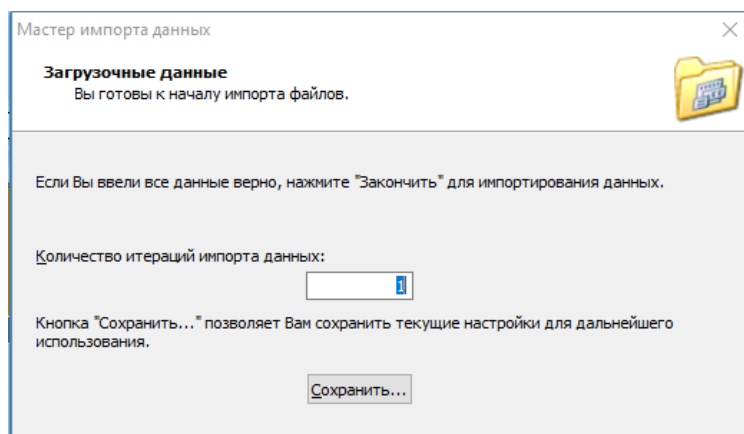 Мастер импорта данных
Загрузочные данные
Вы готовы к началу импорта файлов.
Если Вы ввели все данные верно, нажмите "Закончить" для импортирования данных.
Количество итераций импорта данных:
1
Кнопка "Сохранить..." позволяет Вам сохранить текущие настройки для дальнейшего
использования.
Сохранить...